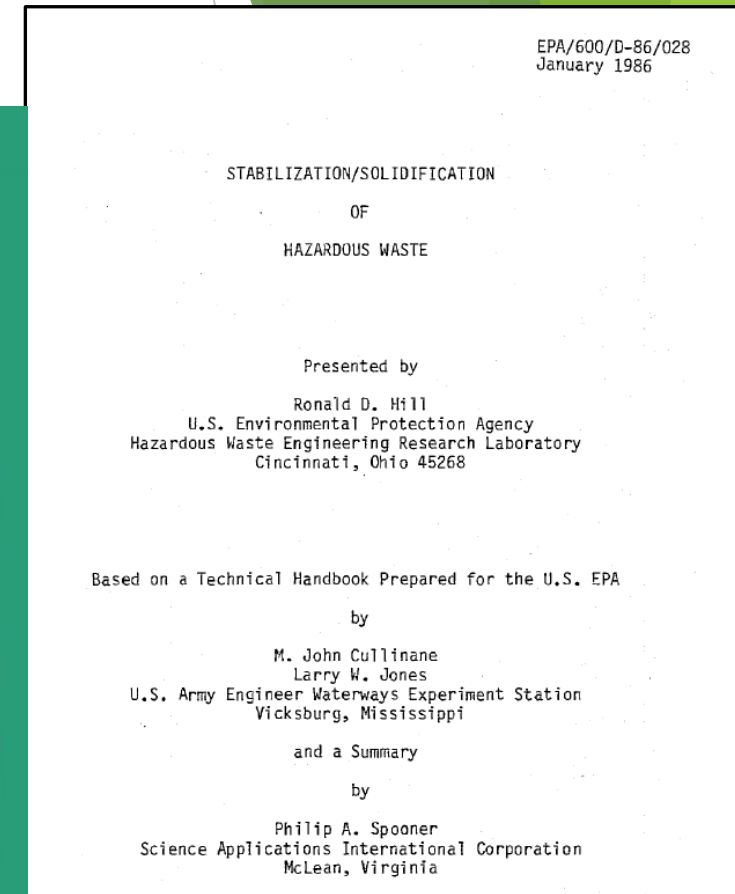 EPA/600/D-86/028
January 1986
STABILIZATION/SOLIDIFICATION
OF
HAZARDOUS WASTE
Presented by
Ronald D. Hill
U.S. Environmental Protection Agency
Hazardous Waste Engineering Research Laboratory
Cincinnati, Ohio 45268
Based on a Technical Handbook Prepared for the U.S. EPA
by
M. John Cullinane
Larry W. Jones
U.S. Army Engineer Waterways Experiment Station
Vicksburg, Mississippi
and a Summary
by
Philip A. Spooner
Science Applications International Corporation
McLean, Virginia